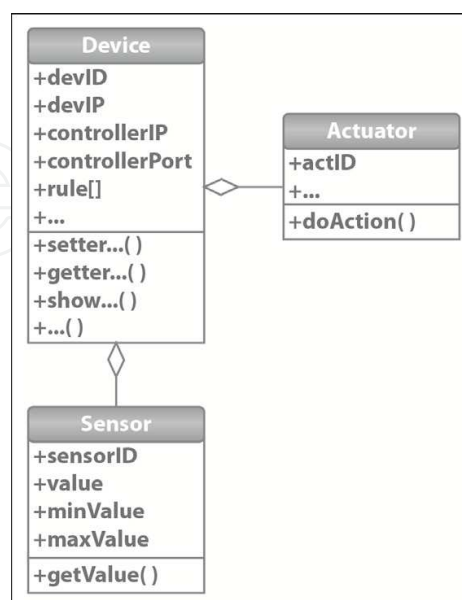 Device
+devID
+devIP
+controllerIP
+controllerPort
+rule[]
+...
+setter...( )
+getter...( )
+show...( )
+...( )
Actuator
+actID
+...
+doAction( )
Sensor
+sensorID
+value
+minValue
+maxValue
+getValue( )